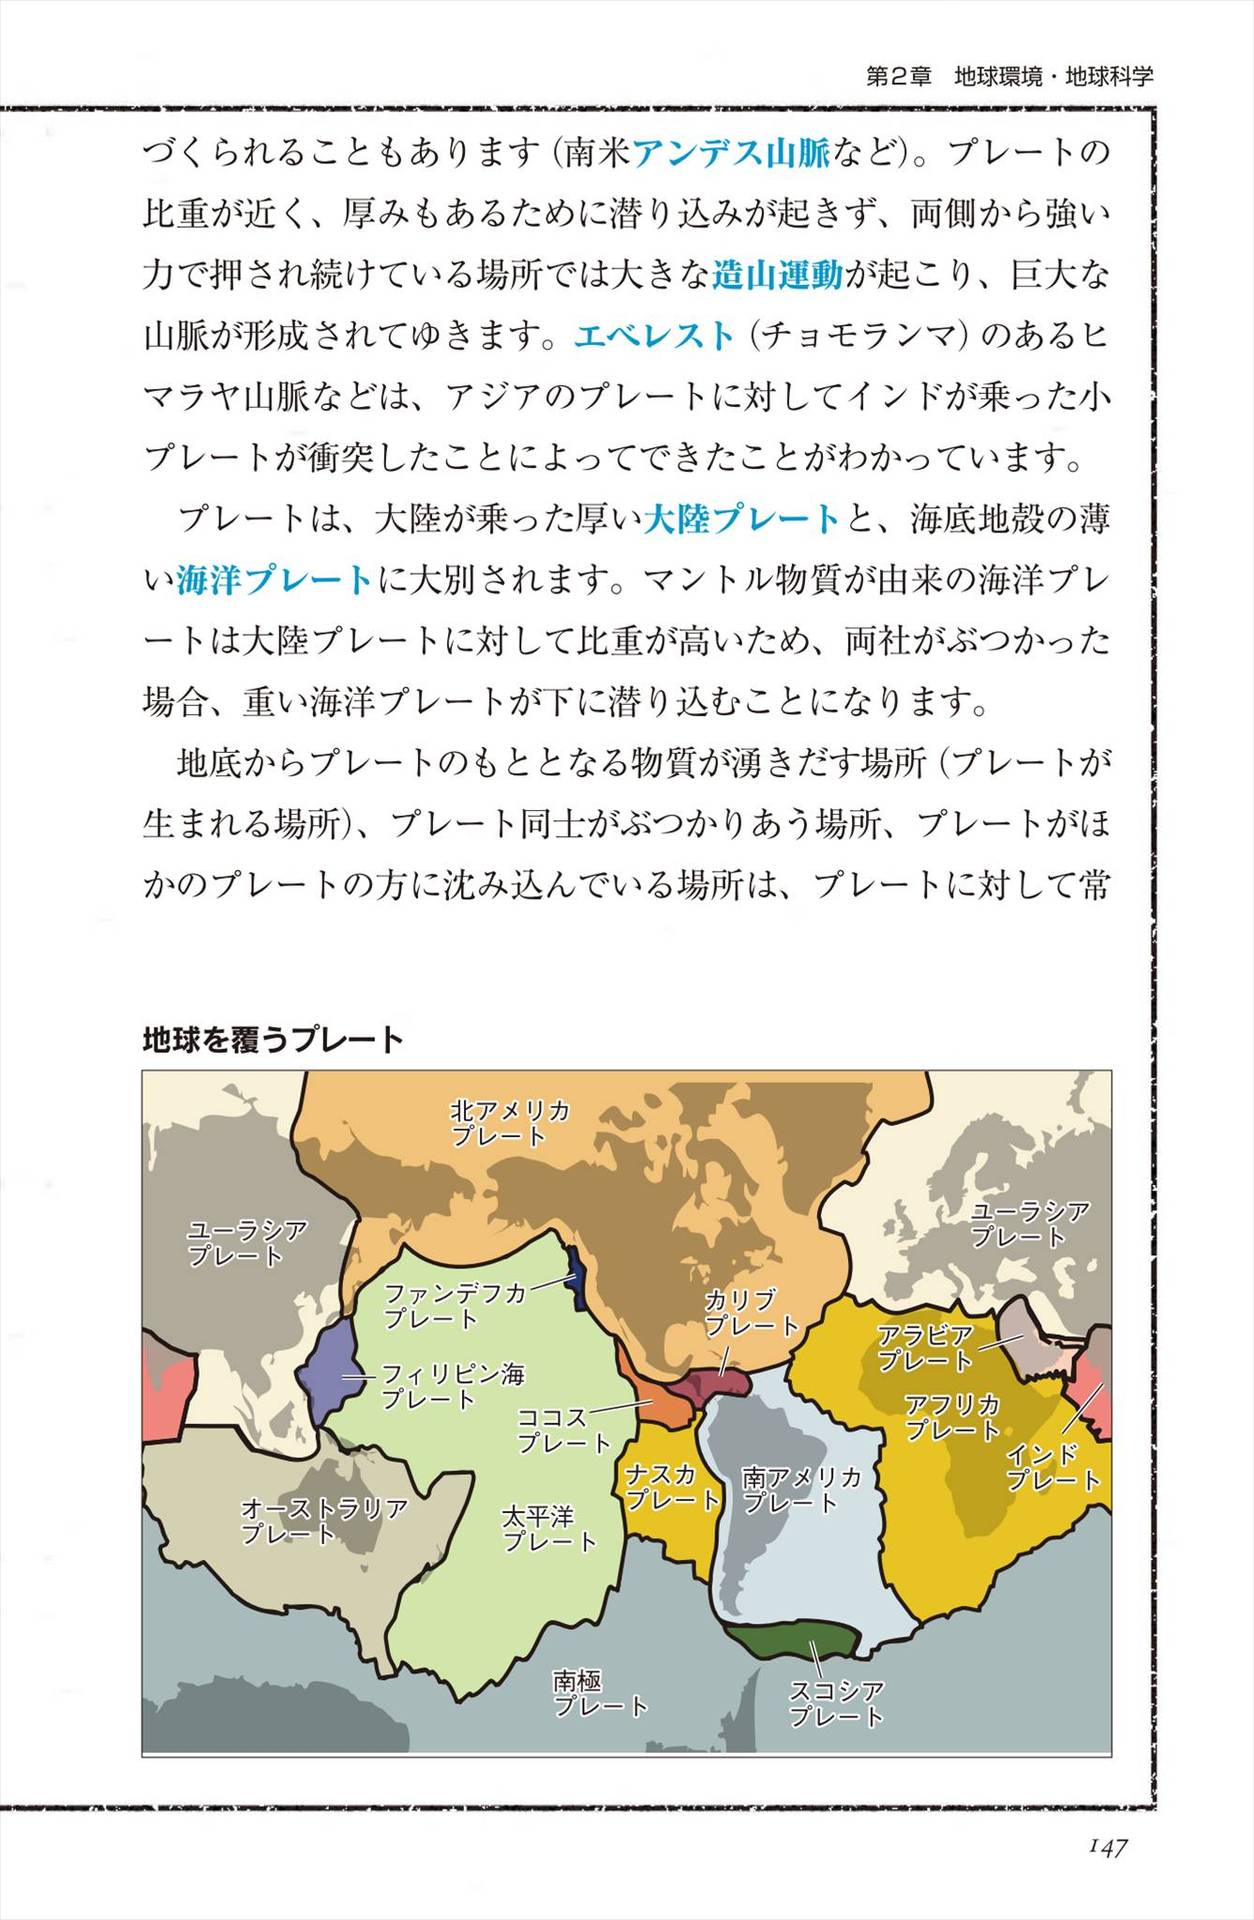 第2章　地球環境・地球科学
づくられることもあります（南米アンデス山脈など）。プレートの
比重が近く、厚みもあるために潜り込みが起きず、両側から強い
力で押され続けている場所では大きな造山運動が起こり、巨大な
山脈が形成されてゆきます。エベレスト（チョモランマ）のあるヒ
マラヤ山脈などは、アジアのプレートに対してインドが乗った小
プレートが衝突したことによってできたことがわかっています。
　プレートは、大陸が乗った厚い大陸プレートと、海底地殻の薄
い海洋プレートに大別されます。マントル物質が由来の海洋プレ
ートは大陸プレートに対して比重が高いため、両社がぶつかった
場合、重い海洋プレートが下に潜り込むことになります。
　地底からプレートのもととなる物質が湧きだす場所（プレートが
生まれる場所）、プレート同士がぶつかりあう場所、プレートがほ
かのプレートの方に沈み込んでいる場所は、プレートに対して常
地球を覆うプレート
北アメリカ
プレート
ユーラシア
プレート
ユーラシア
プレート
ファンデフカ
プレート
カリブ
プレート
アラビア
プレート
フィリピン海
プレート
アフリカ
プレート
ココス
プレート
インド
プレート
ナスカ
プレート
南アメリカ
プレート
オーストラリア
プレート
太平洋
プレート
南極
プレート
スコシア
プレート
147